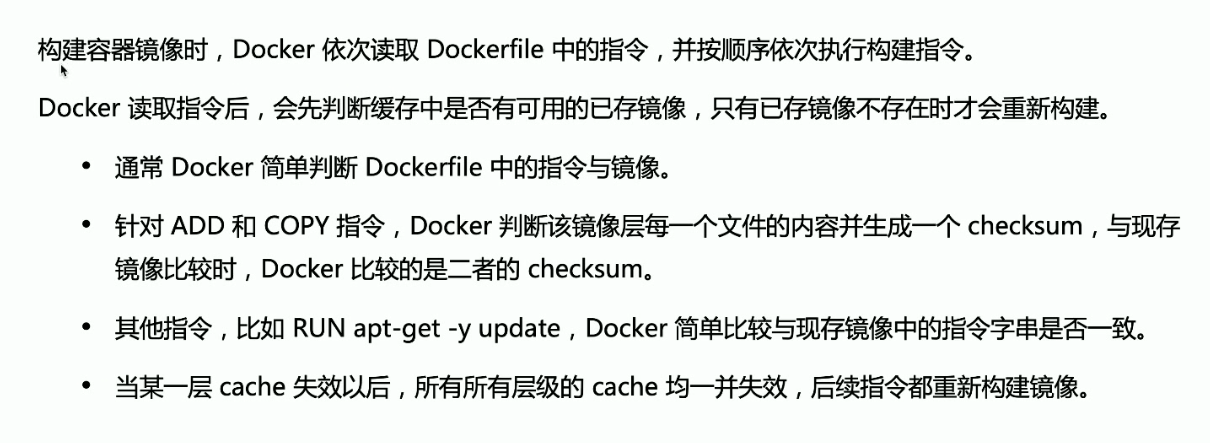 构建容器镜像时，Docker 依次读取 Dockerfile 中的指令，并按顺序依次执行构建指令。
Docker 读取指令后，会先判断缓存中是否有可用的已存镜像，只有已存镜像不存在时才会重新构建。
• 通常 Docker 简单判断 Dockerfile 中的指令与镜像。
• 针对 ADD 和 COPY 指令，Docker 判断该镜像层每一个文件的内容并生成一个 checksum，与现存
镜像比较时，Docker 比较的是二者的 checksum。
• 其他指令，比如 RUN apt-get -y update，Docker 简单比较与现存镜像中的指令字串是否一致。
• 当某一层 cache 失效以后，所有所有层级的 cache 均一并失效，后续指令都重新构建镜像。